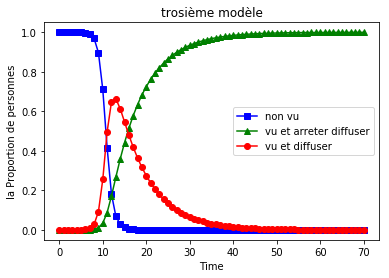 trosième modèle
la Proportion de personnes
1.0
0.8
0.6
0.4
0.2
0.0
non vu
vu et arreter diffuser
vu et diffuser
0 10 20 30 40 50 60 70
Time